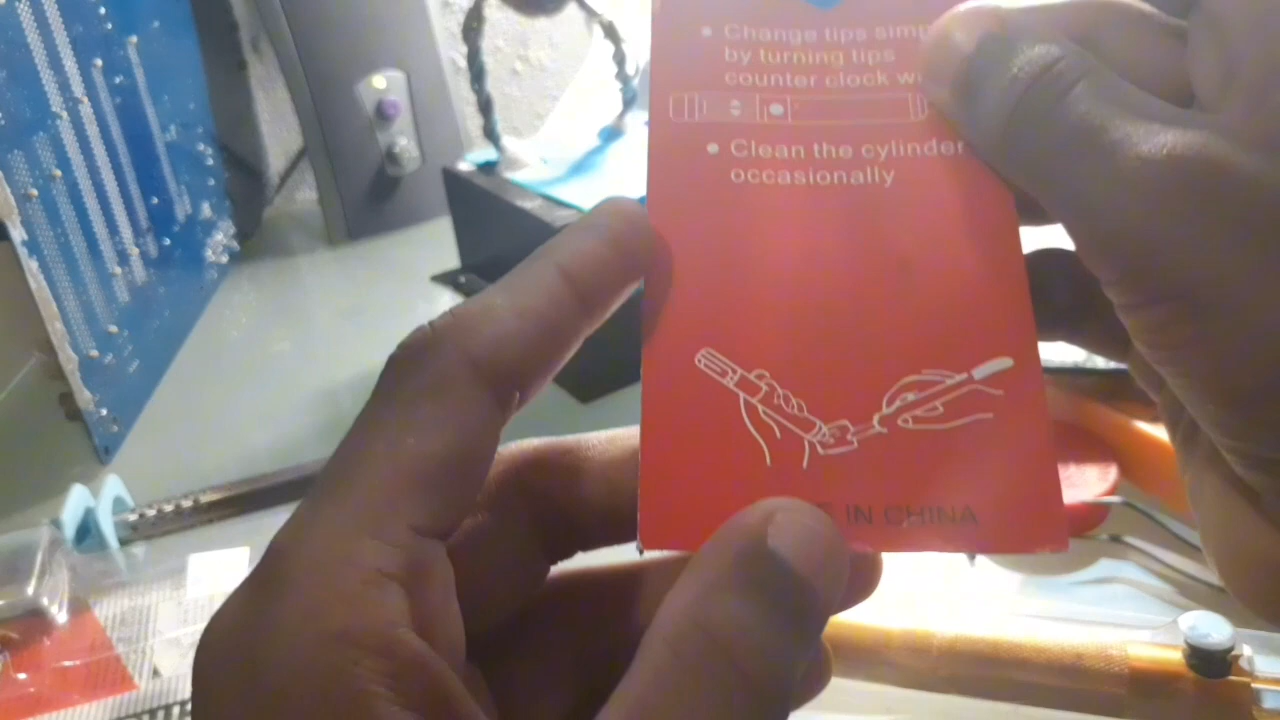 Change tips
by turning tips
counter clock
Clean the cylinder
occasionally
IN CHINA